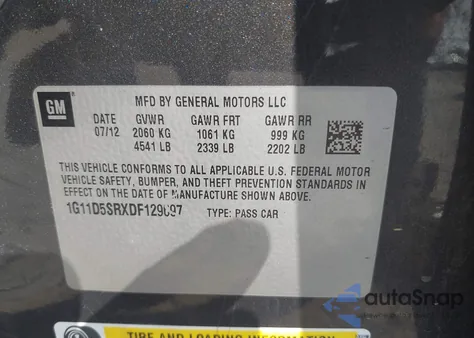 GM
MFD BY GENERAL MOTORS LLC
DATE GVWR GAWR FRT GAWR RR
07/12 2060 KG 1061 KG 999 KG
4541 LB 2339 LB 2202 LB
THIS VEHICLE CONFORMS TO ALL APPLICABLE U.S. FEDERAL MOTOR
VEHICLE SAFETY, BUMPER, AND THEFT PREVENTION STANDARDS IN
EFFECT ON THE DATE OF MANUFACTURE SHOWN ABOVE.
TYPE: PASS CAR
autoSnap
TIRE AND LOADING INFORMATION